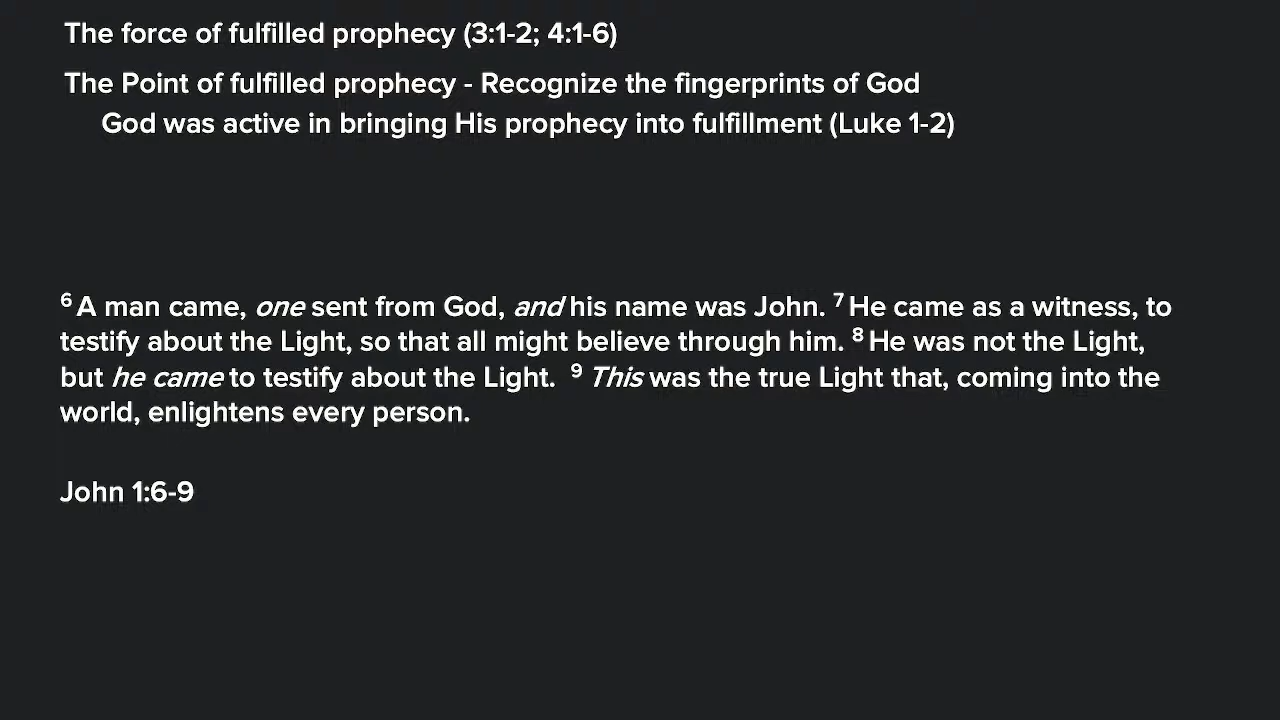 The force of fulfilled prophecy (3:1-2; 4:1-6)
The Point of fulfilled prophecy - Recognize the fingerprints of God
God was active in bringing His prophecy into fulfillment (Luke 1-2)
6 A man came, one sent from God, and his name was John. 7 He came as a witness, to
testify about the Light, so that all might believe through him. 8 He was not the Light,
but he came to testify about the Light. 9 This was the true Light that, coming into the
world, enlightens every person.
John 1:6-9